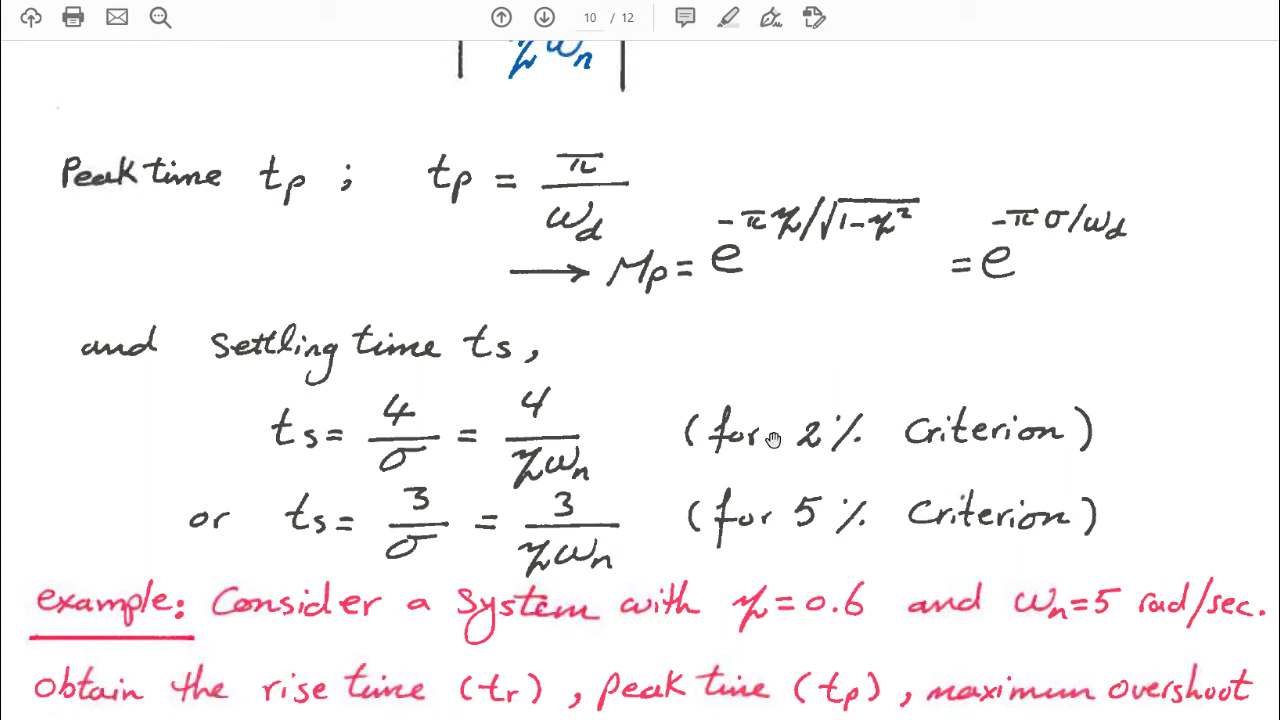 10 / 12
ζωn
Peak time tp ; tp = π/ωd
→ Mp = e^(-πζ/√(1-ζ²)) = e^(-πσ/ωd)
and settling time ts,
ts = 4/σ = 4/ζωn (for 2% criterion)
or ts = 3/σ = 3/ζωn (for 5% criterion)
example: Consider a system with ζ=0.6 and ωn=5 rad/sec.
obtain the rise time (tr), peak time (tp), maximum overshoot